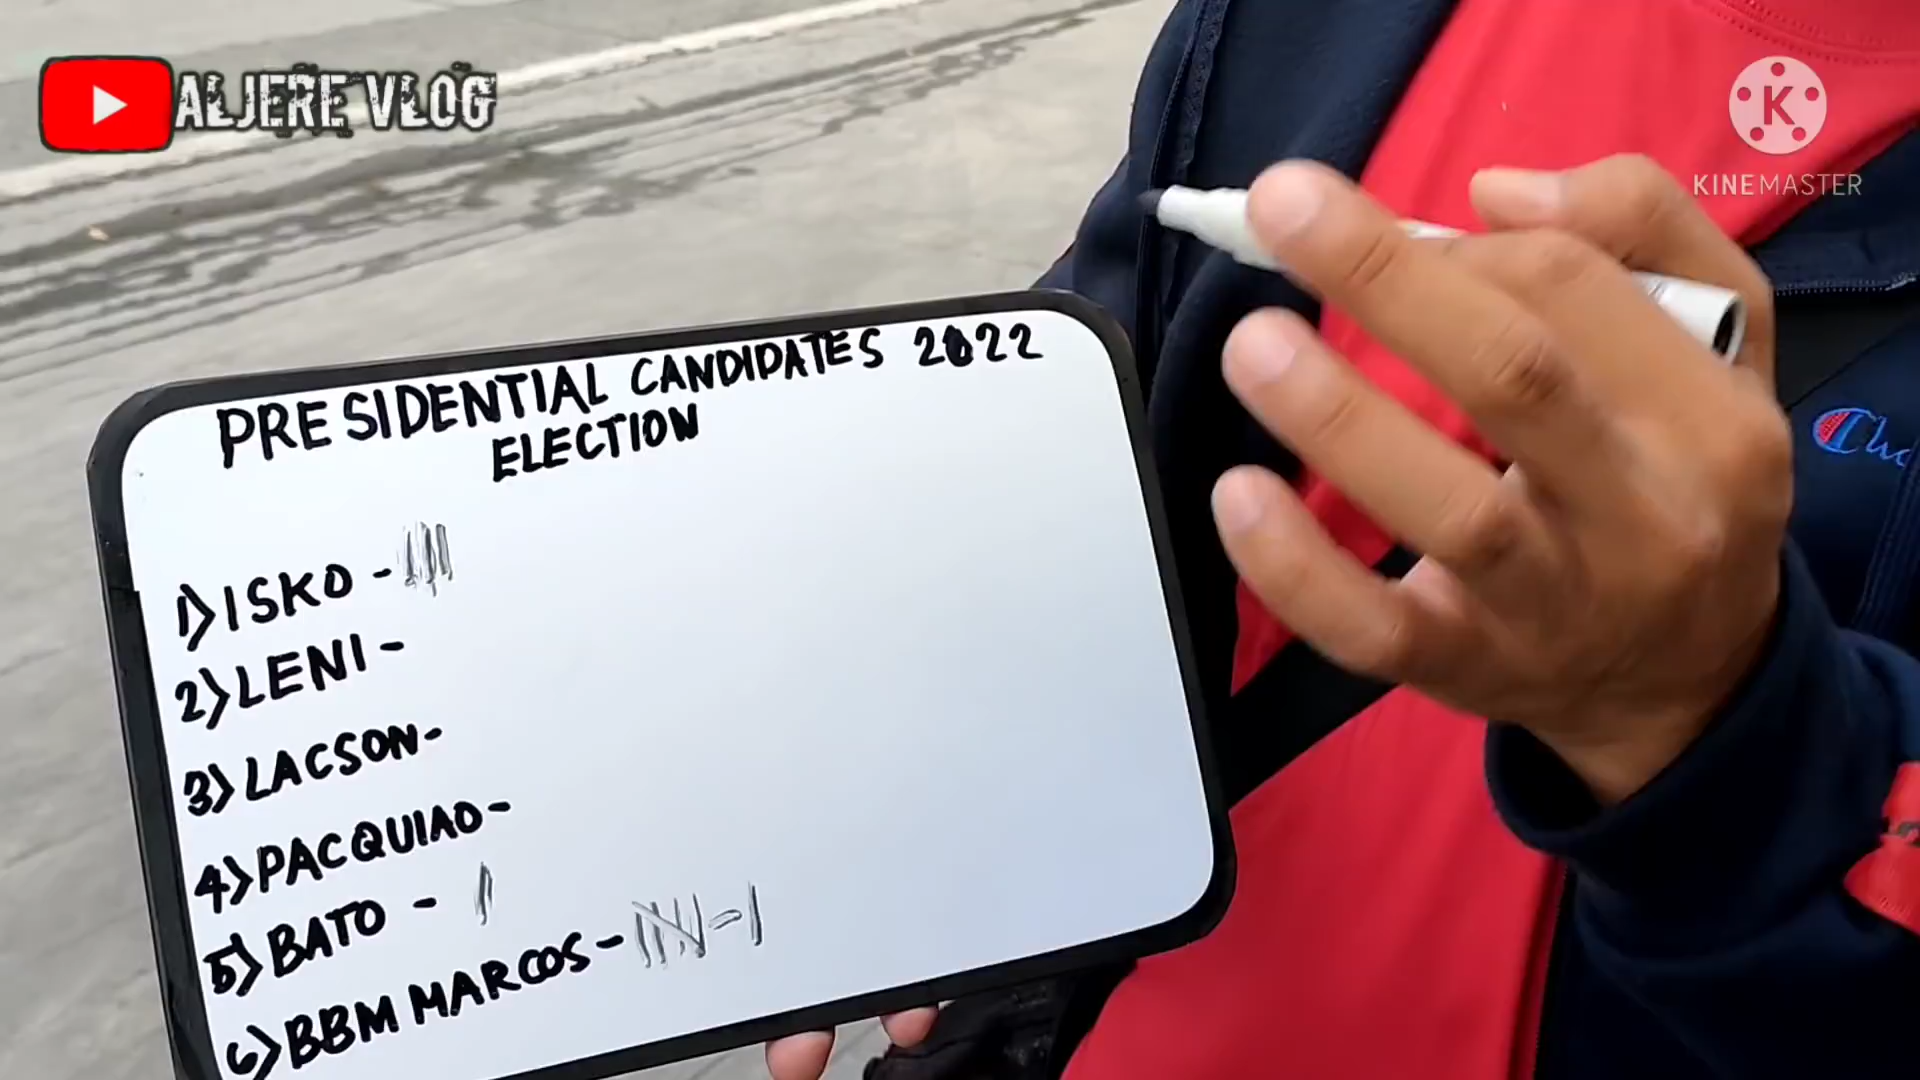 ALJERE VLOG
K
KINEMASTER
PRESIDENTIAL CANDIDATES 2022
ELECTION
1) ISKO -
2) LENI -
3) LACSON -
4) PACQUIAO -
5) BATO -
6) BBM MARCOS -